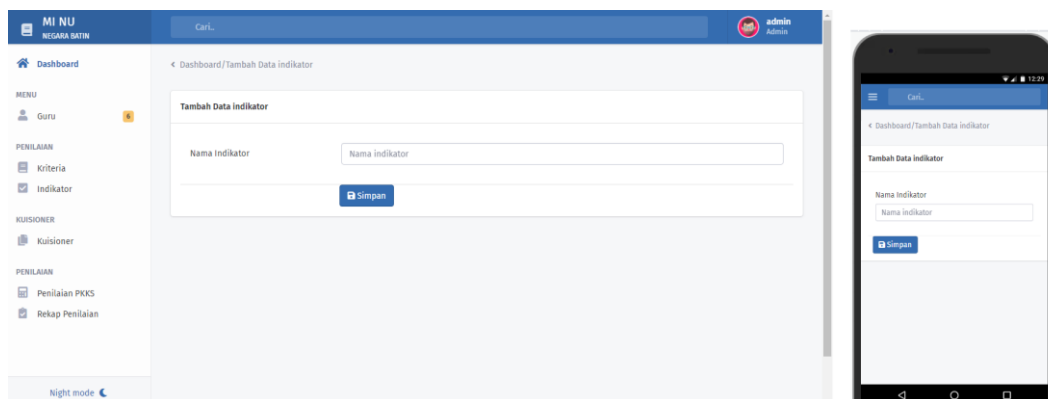 MI NU
NEGARA BATIN
Cari..
admin
Admin
Dashboard
MENU
Guru 6
PENILAIAN
Kriteria
Indikator
KUISIONER
Kuisioner
PENILAIAN
Penilaian PKKS
Rekap Penilaian
Night mode
< Dashboard/Tambah Data indikator
Tambah Data indikator
Nama Indikator
Nama indikator
Simpan
12:29
Cari..
< Dashboard/Tambah Data indikator
Tambah Data indikator
Nama Indikator
Nama indikator
Simpan